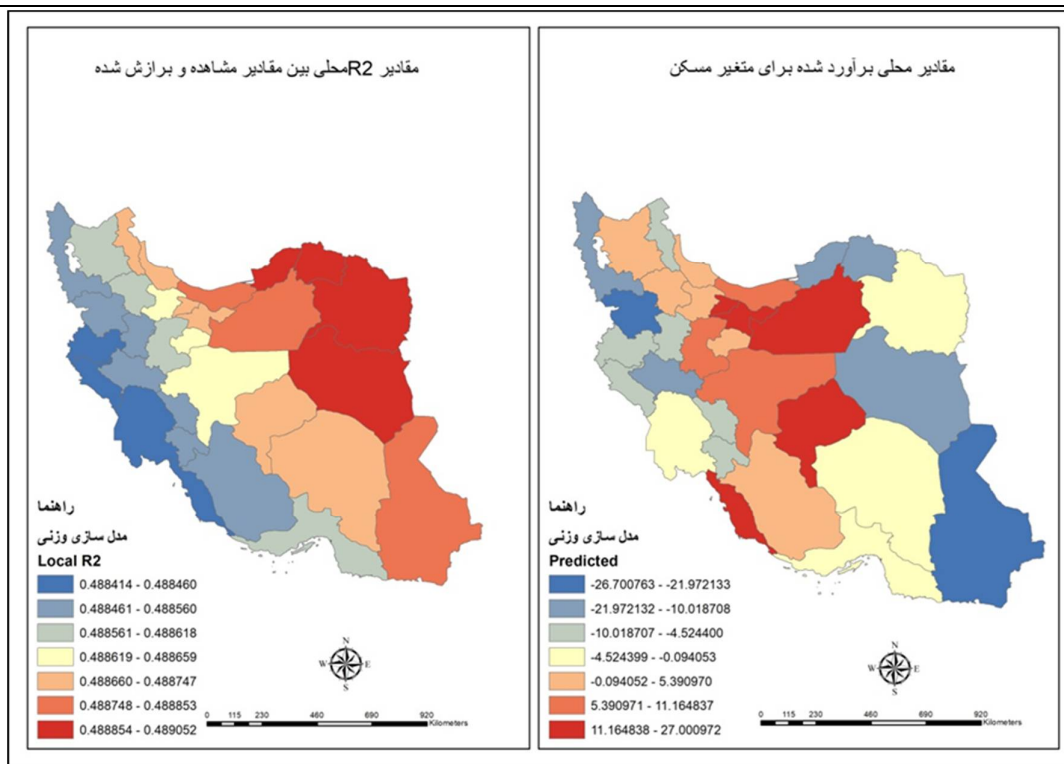 مقادیر R2محلی بین مقادیر مشاهده و برازش شده
راهنما
مدل سازی وزنی
Local R2
0.488414 - 0.488460
0.488461 - 0.488560
0.488561 - 0.488618
0.488619 - 0.488659
0.488660 - 0.488747
0.488748 - 0.488853
0.488854 - 0.489052
N
W E
S
0 115 230 460 690 920
Kilometers
مقادیر محلی برآورد شده برای متغیر مسکن
راهنما
مدل سازی وزنی
Predicted
-26.700763 - -21.972133
-21.972132 - -10.018708
-10.018707 - -4.524400
-4.524399 - -0.094053
-0.094052 - 5.390970
5.390971 - 11.164837
11.164838 - 27.000972
N
W E
S
0 115 230 460 690 920
Kilometers